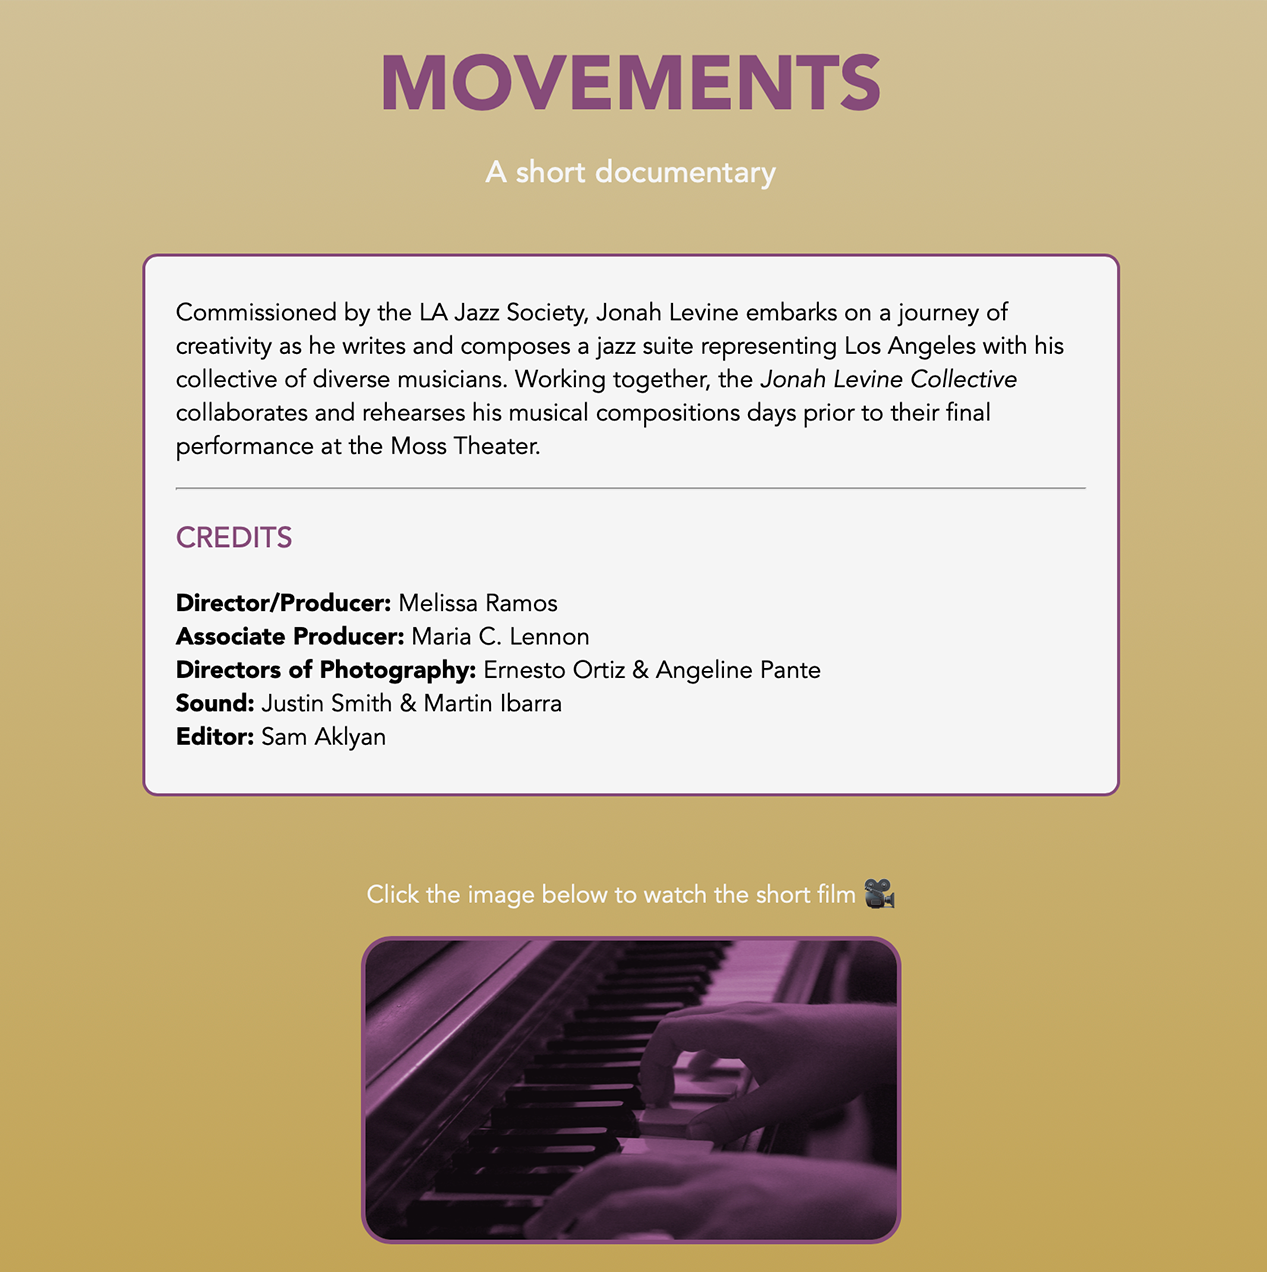 MOVEMENTS
A short documentary
Commissioned by the LA Jazz Society, Jonah Levine embarks on a journey of
creativity as he writes and composes a jazz suite representing Los Angeles with his
collective of diverse musicians. Working together, the Jonah Levine Collective
collaborates and rehearses his musical compositions days prior to their final
performance at the Moss Theater.
CREDITS
Director/Producer: Melissa Ramos
Associate Producer: Maria C. Lennon
Directors of Photography: Ernesto Ortiz & Angeline Pante
Sound: Justin Smith & Martin Ibarra
Editor: Sam Aklyan
Click the image below to watch the short film 🎥